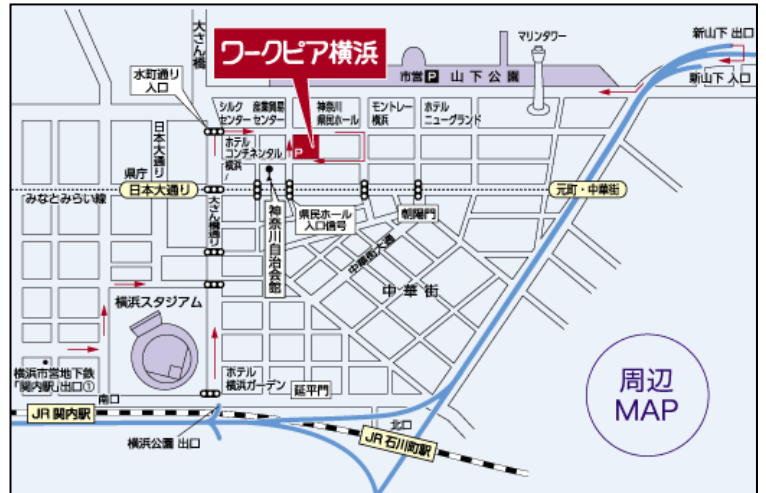 大さん橋
ワークピア横浜
マリンタワー
新山下 出口
新山下 入口
市営 P 山下公園
水町通り
入口
シルク
センター
産業貿易
センター
神奈川
県民ホール
モントレー
横浜
ホテル
ニューグランド
日本大通り
ホテル
コンチネンタル
横浜
P
県庁
日本大通り
みなとみらい線
元町・中華街
大さん橋通り
神奈川自治会館
県民ホール
入口信号
朝陽門
中華街大通
中華街
横浜スタジアム
横浜市営地下鉄
「関内駅」出口①
ホテル
横浜ガーデン
延平門
南口
JR 関内駅
横浜公園 出口
北口
JR 石川町駅
周辺
MAP